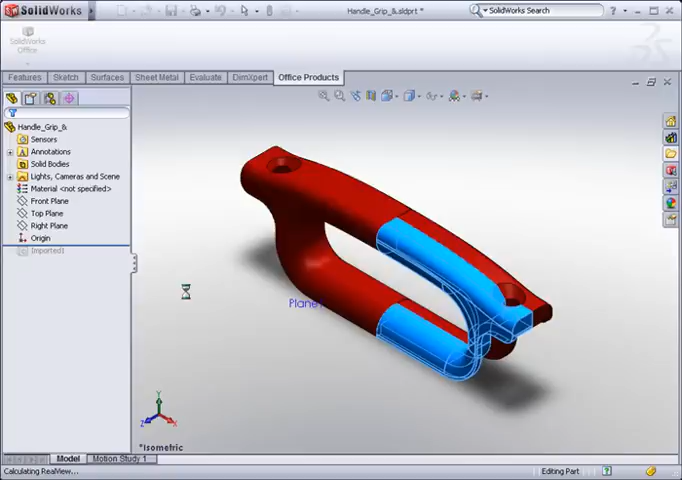 SolidWorks
Handle_Grip_&.sldprt *
SolidWorks Search
SolidWorks
Office
Features
Sketch
Surfaces
Sheet Metal
Evaluate
DimXpert
Office Products
Handle_Grip_&
Sensors
Annotations
Solid Bodies
Lights, Cameras and Scene
Material <not specified>
Front Plane
Top Plane
Right Plane
Origin
Imported1
Plane
Y
X
Z
*Isometric
Model
Motion Study 1
Calculating RealView...
Editing Part